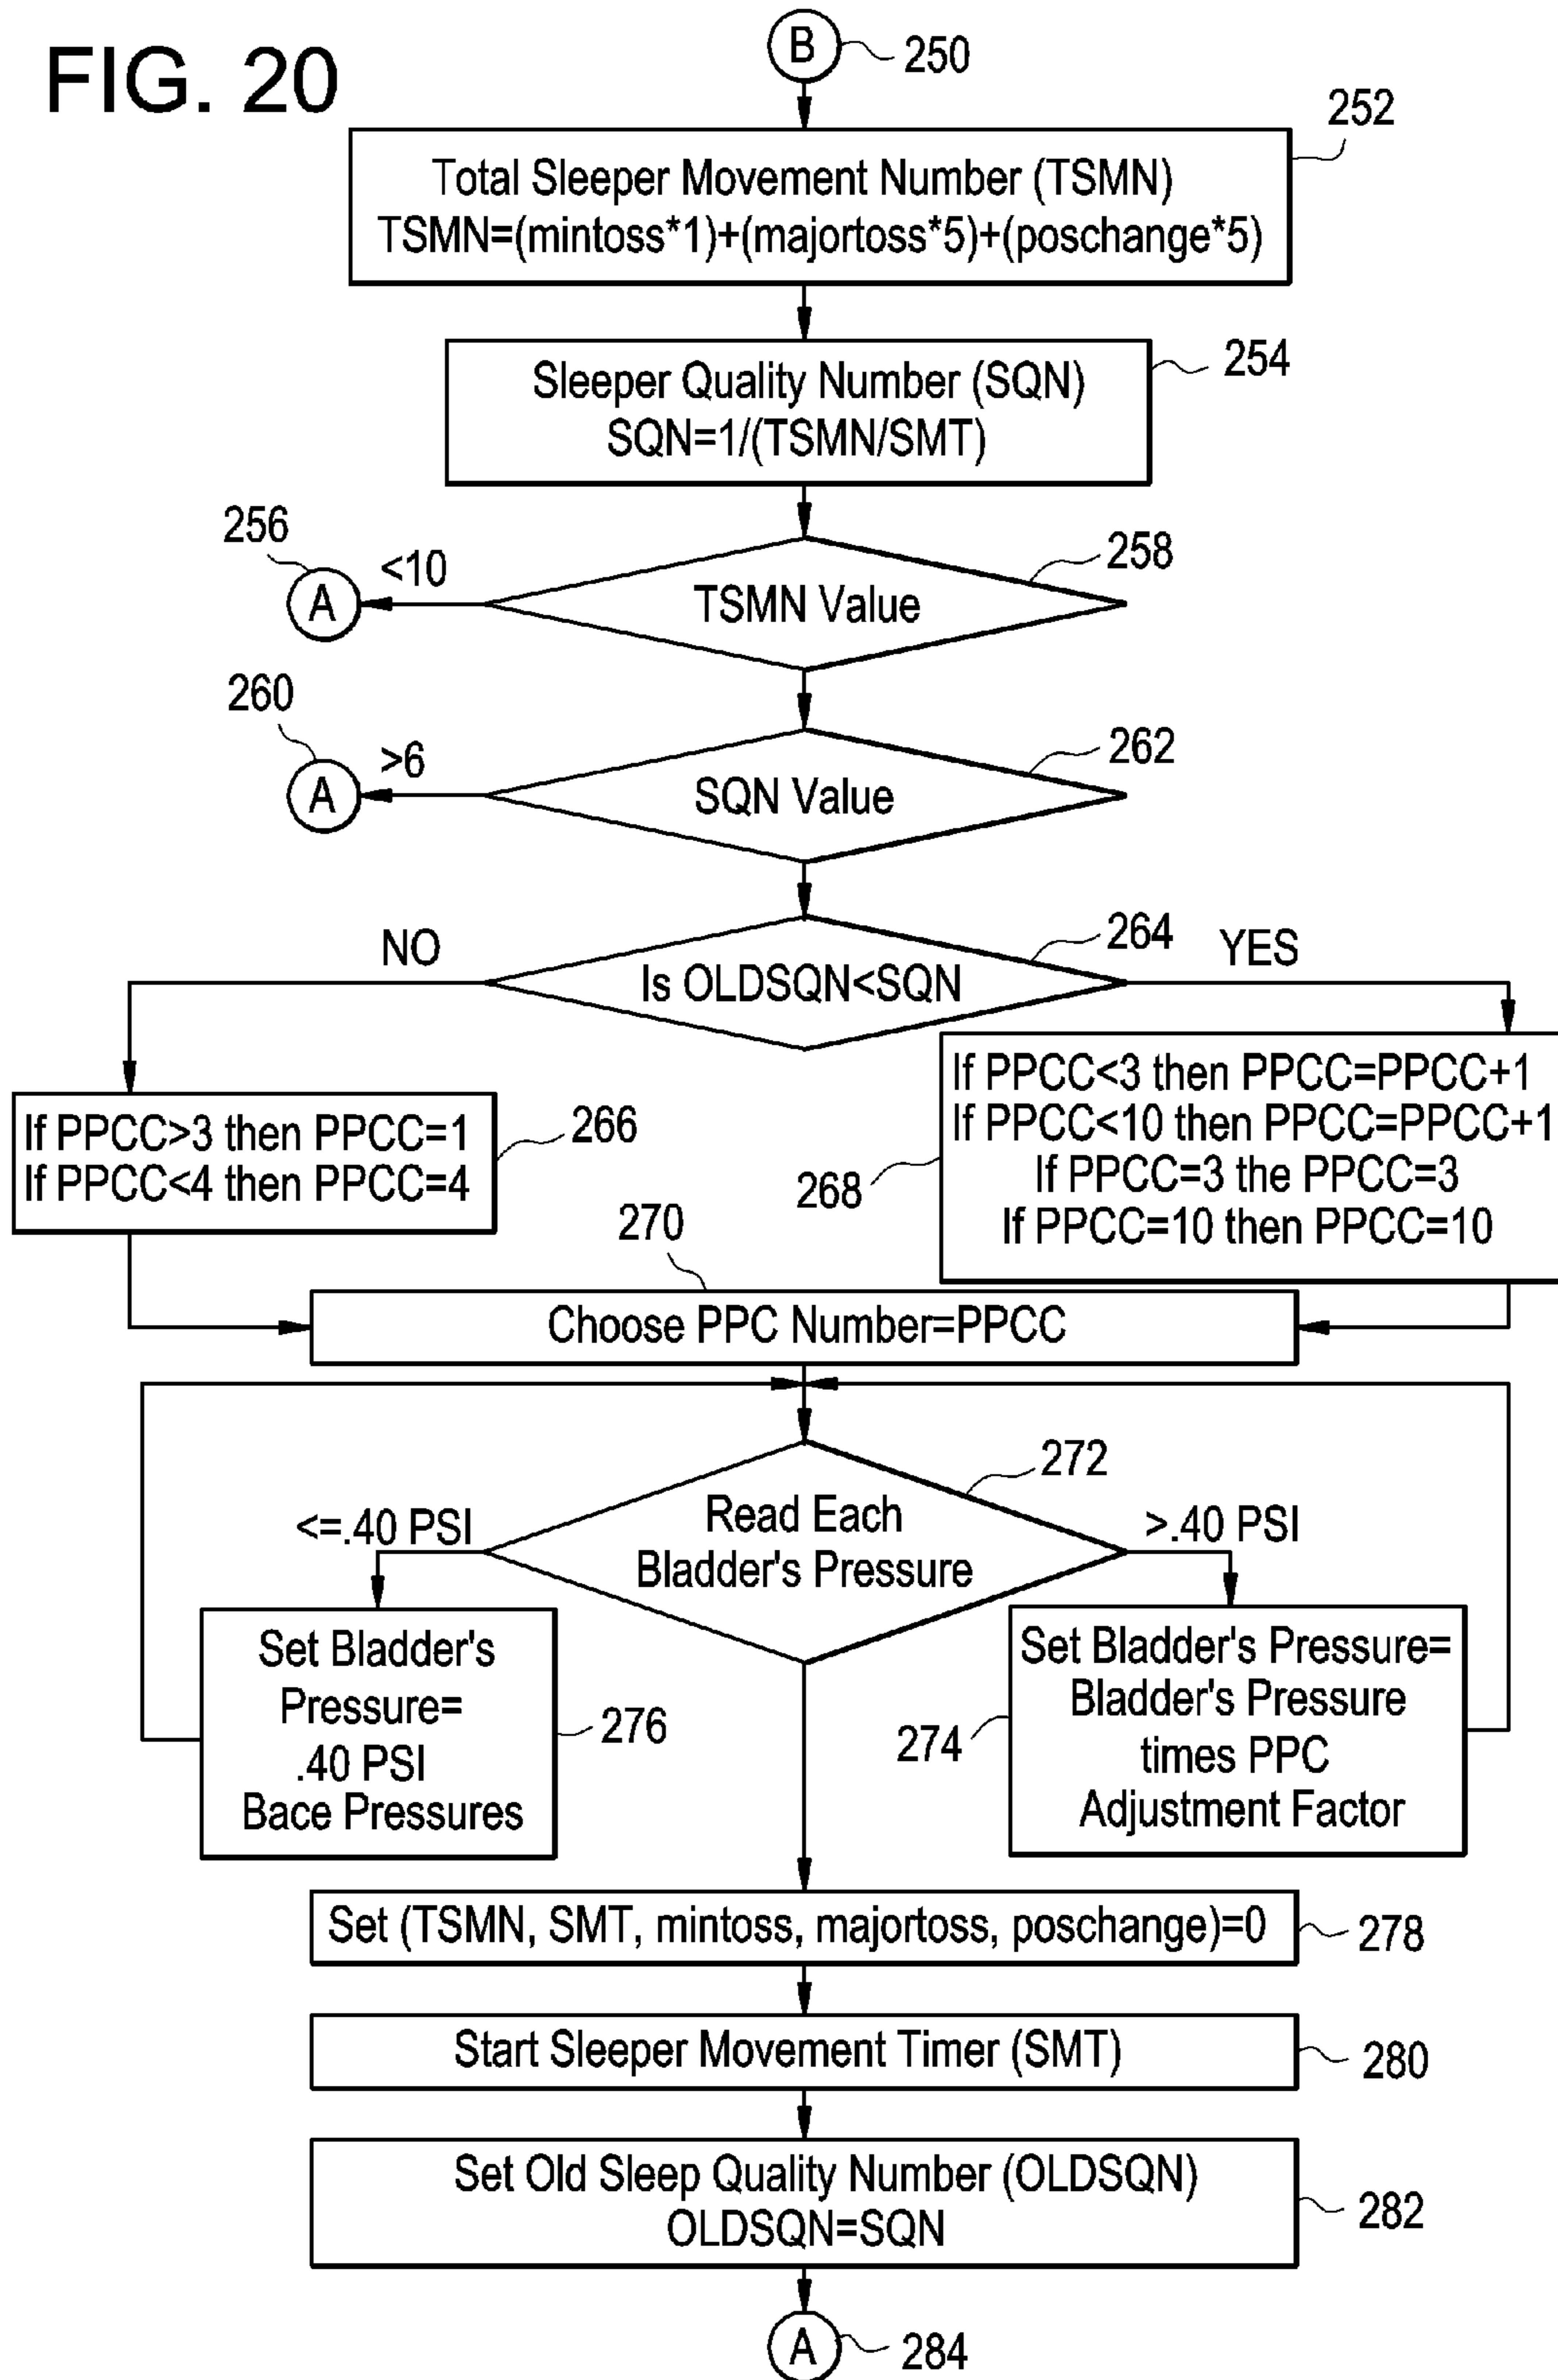 FIG. 20
B
250
252
Total Sleeper Movement Number (TSMN)
TSMN=(mintoss*1)+(majortoss*5)+(poschange*5)
254
Sleeper Quality Number (SQN)
SQN=1/(TSMN/SMT)
256
A
<10
258
TSMN Value
260
A
>6
262
SQN Value
264
NO
Is OLDSQN<SQN
YES
If PPCC>3 then PPCC=1
If PPCC<4 then PPCC=4
266
If PPCC<3 then PPCC=PPCC+1
If PPCC<10 then PPCC=PPCC+1
If PPCC=3 the PPCC=3
If PPCC=10 then PPCC=10
268
270
Choose PPC Number=PPCC
272
Read Each
Bladder's Pressure
<=.40 PSI
>.40 PSI
Set Bladder's
Pressure=
.40 PSI
Bace Pressures
276
Set Bladder's Pressure=
Bladder's Pressure
times PPC
Adjustment Factor
274
Set (TSMN, SMT, mintoss, majortoss, poschange)=0
278
Start Sleeper Movement Timer (SMT)
280
Set Old Sleep Quality Number (OLDSQN)
OLDSQN=SQN
282
A
284